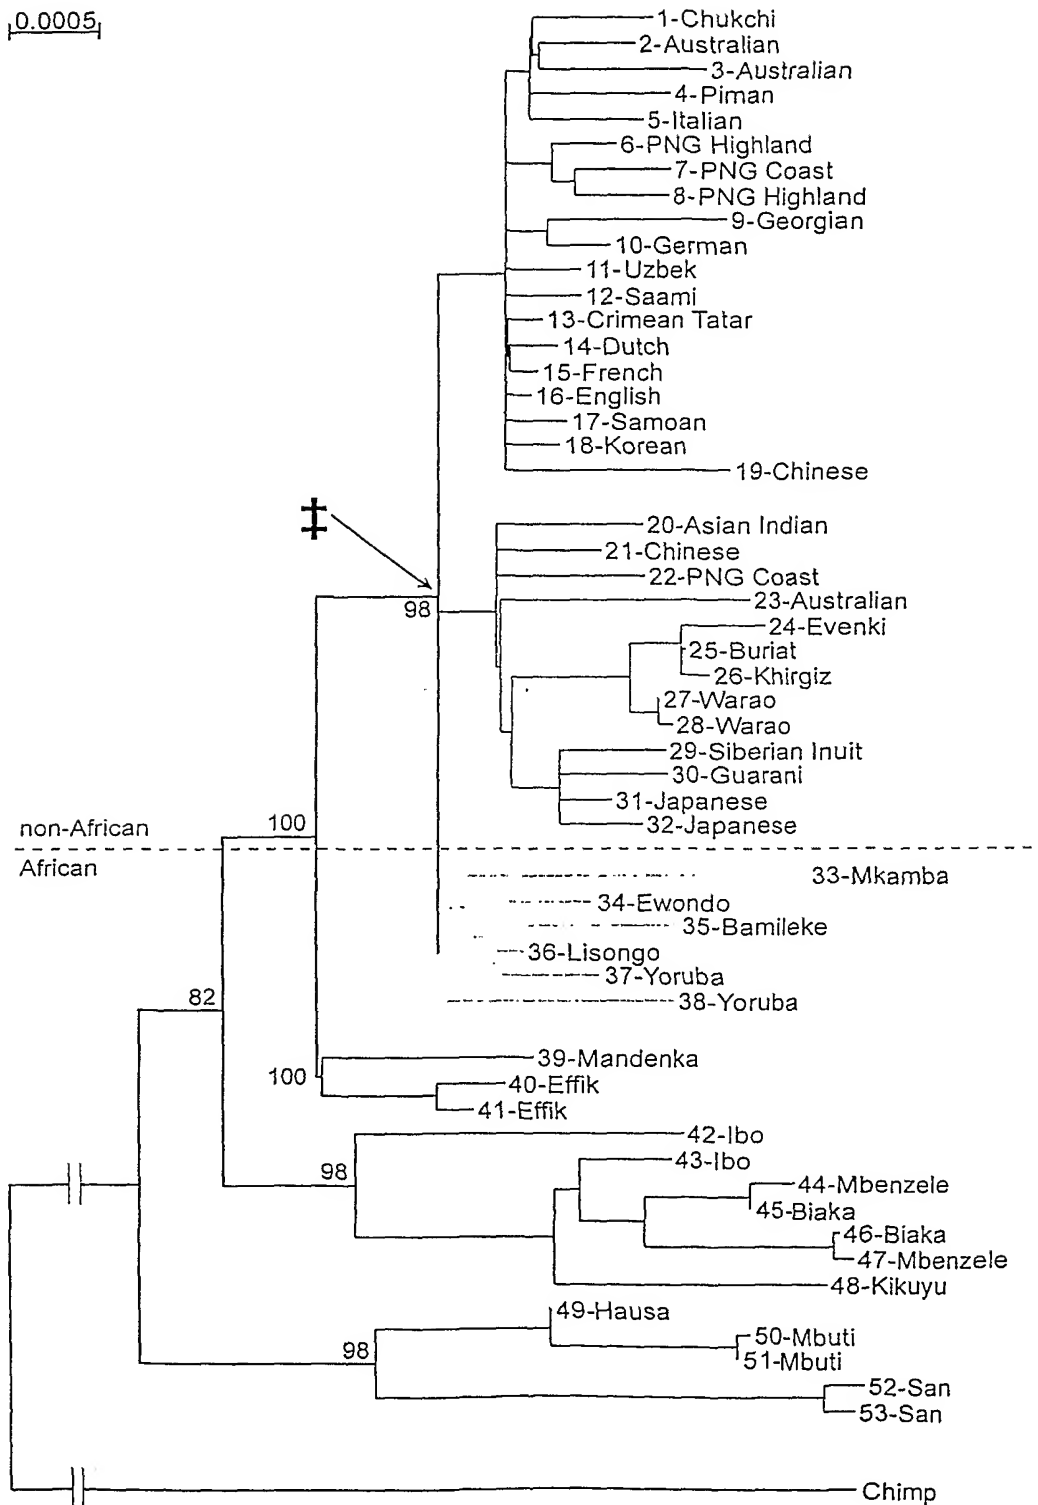 0.0005
1-Chukchi
2-Australian
3-Australian
4-Piman
5-Italian
6-PNG Highland
7-PNG Coast
8-PNG Highland
9-Georgian
10-German
11-Uzbek
12-Saami
13-Crimean Tatar
14-Dutch
15-French
16-English
17-Samoan
18-Korean
19-Chinese
‡
20-Asian Indian
21-Chinese
22-PNG Coast
23-Australian
98
24-Evenki
25-Buriat
26-Khirgiz
27-Warao
28-Warao
29-Siberian Inuit
30-Guarani
31-Japanese
32-Japanese
100
non-African
African
33-Mkamba
34-Ewondo
35-Bamileke
36-Lisongo
37-Yoruba
38-Yoruba
82
39-Mandenka
100
40-Effik
41-Effik
42-Ibo
43-Ibo
98
44-Mbenzele
45-Biaka
46-Biaka
47-Mbenzele
48-Kikuyu
49-Hausa
50-Mbuti
98
51-Mbuti
52-San
53-San
Chimp